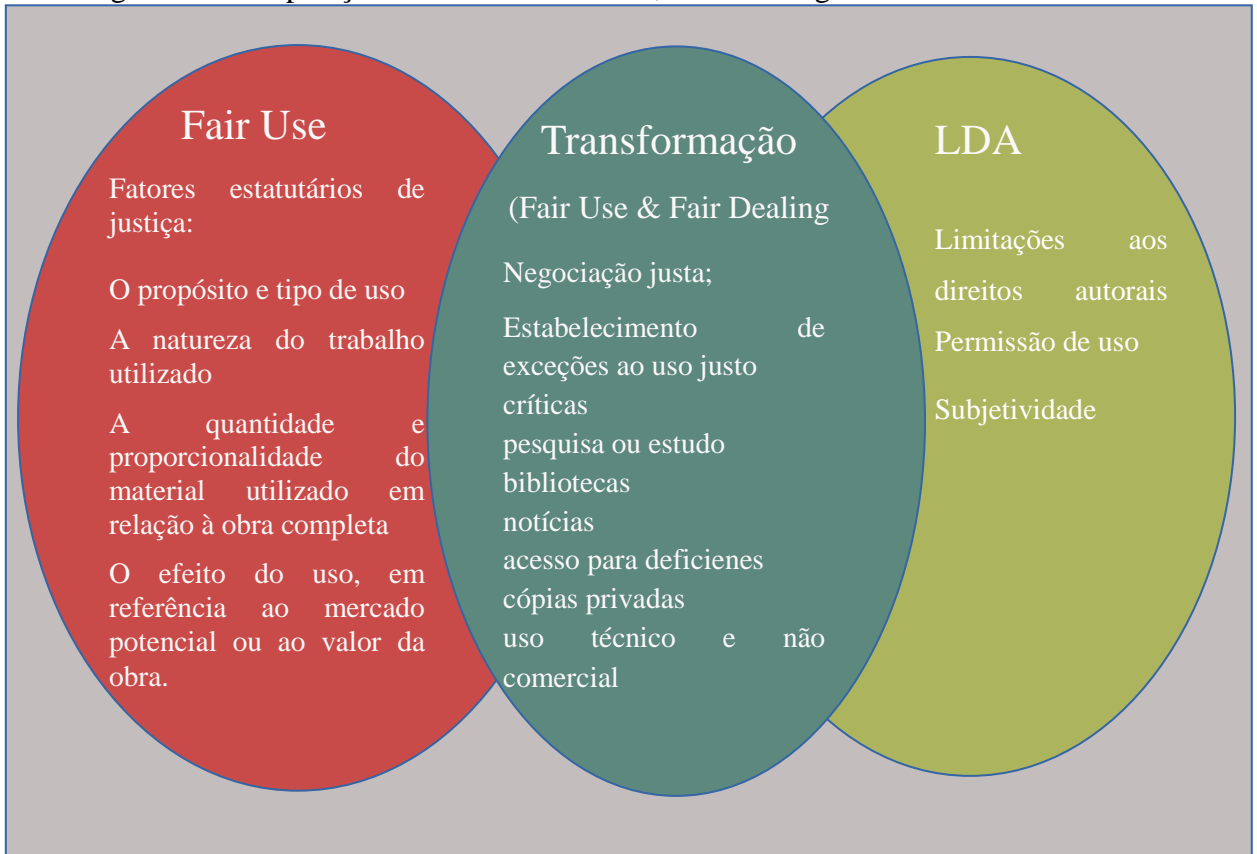 Fair Use
Fatores estatutários de
justiça:
O propósito e tipo de uso
A natureza do trabalho
utilizado
A quantidade e
proporcionalidade do
material utilizado em
relação à obra completa
O efeito do uso, em
referência ao mercado
potencial ou ao valor da
obra.
Transformação
(Fair Use & Fair Dealing
Negociação justa;
Estabelecimento de
exceções ao uso justo
críticas
pesquisa ou estudo
bibliotecas
notícias
acesso para deficienes
cópias privadas
uso técnico e não
comercial
LDA
Limitações aos
direitos autorais
Permissão de uso
Subjetividade